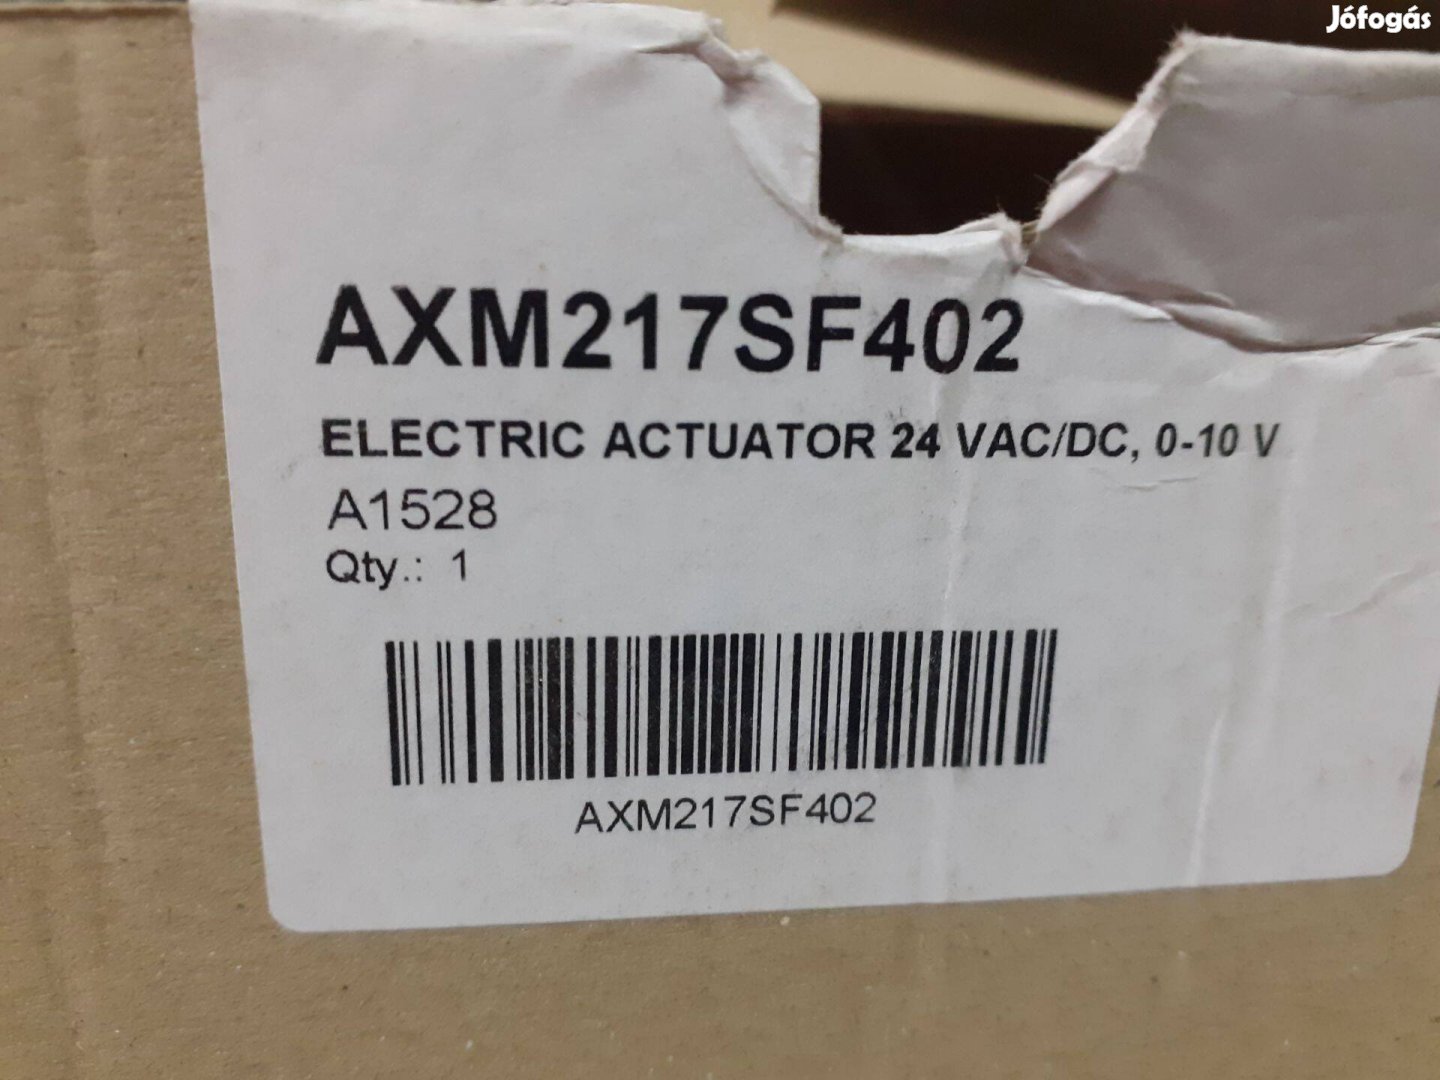 Jófogás
AXM217SF402
ELECTRIC ACTUATOR 24 VAC/DC, 0-10 V
A1528
Qty.: 1
AXM217SF402